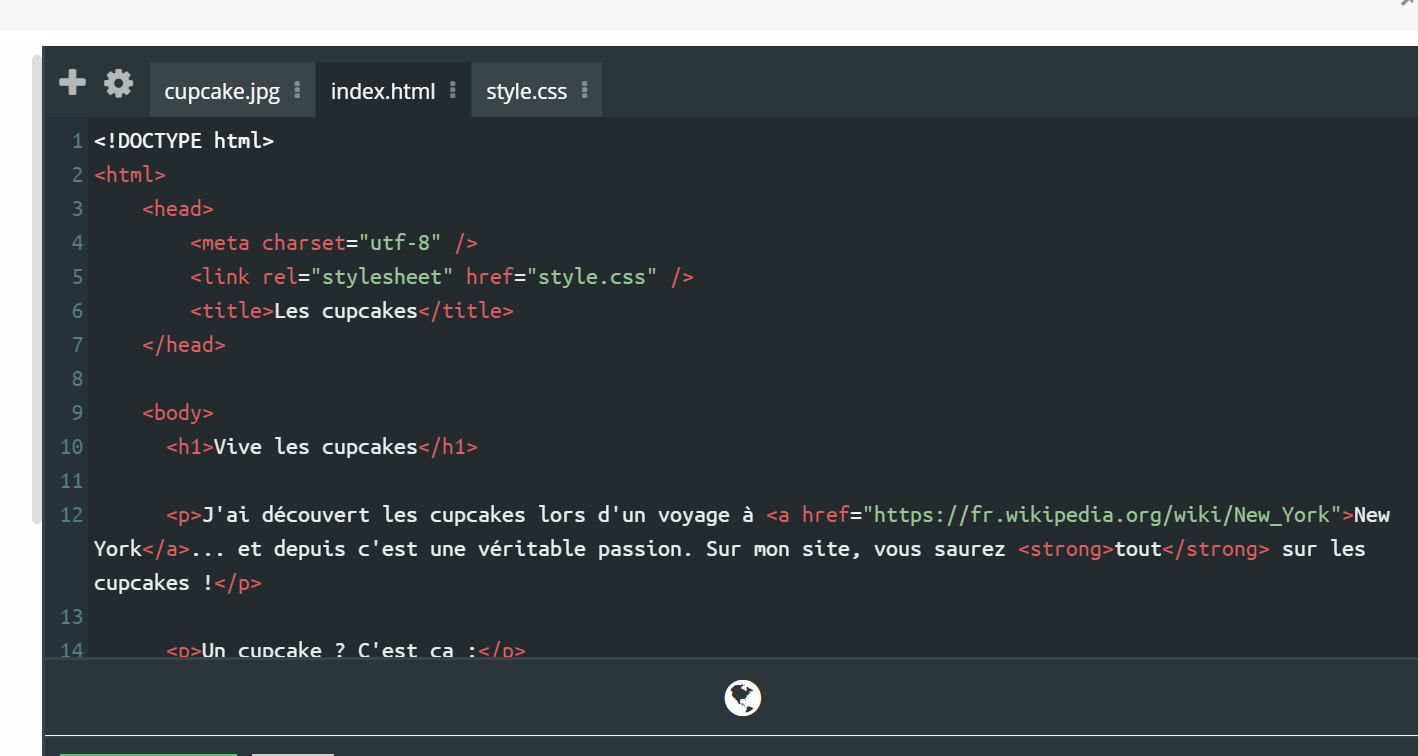 cupcake.jpg index.html style.css
1 <!DOCTYPE html>
2 <html>
3 <head>
4 <meta charset="utf-8" />
5 <link rel="stylesheet" href="style.css" />
6 <title>Les cupcakes</title>
7 </head>
8
9 <body>
10 <h1>Vive les cupcakes</h1>
11
12 <p>J'ai découvert les cupcakes lors d'un voyage à <a href="https://fr.wikipedia.org/wiki/New_York">New
York</a>... et depuis c'est une véritable passion. Sur mon site, vous saurez <strong>tout</strong> sur les
cupcakes !</p>
13
14 <p>Un cupcake ? C'est ça :</p>